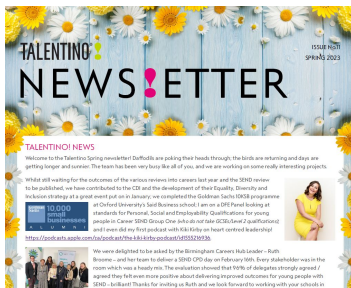 TALENTINO!
ISSUE No.11
SPRING 2023
NEWS!ETTER
TALENTINO! NEWS
Welcome to the Talentino Spring newsletter! Daffodils are poking their heads through, the birds are returning and days are
getting longer and sunnier. The team has been very busy like all of you, and we are working on some really interesting projects.
Whilst still waiting for the outcomes of the various reviews into careers last year and the SEND review
to be published, we have contributed to the CDI and the development of their Equality, Diversity and
Inclusion strategy at a great event put on in January, we completed the Goldman Sachs 10KSB programme
at Oxford University's Said Business school; I am on a DFE Panel looking at
standards for Personal, Social and Employability Qualifications for young
people in Career SEND Group One (who do not take GCSEs/Level 2 qualifications)
and I even did my first podcast with Kiki Kirby on heart centred leadership!
https://podcasts.apple.com/ca/podcast/the-kiki-kirby-podcast/id1555216936
10,000
small
businesses
ALUMNI
We were delighted to be asked by the Birmingham Careers Hub Leader – Ruth
Broome – and her team to deliver a SEND CPD day on February 16th. Every stakeholder was in the
room which was a heady mix. The evaluation showed that 96% of delegates strongly agreed /
agreed they felt even more positive about delivering improved outcomes for young people with
SEND – brilliant! Thanks for inviting us Ruth and we look forward to working with your schools in